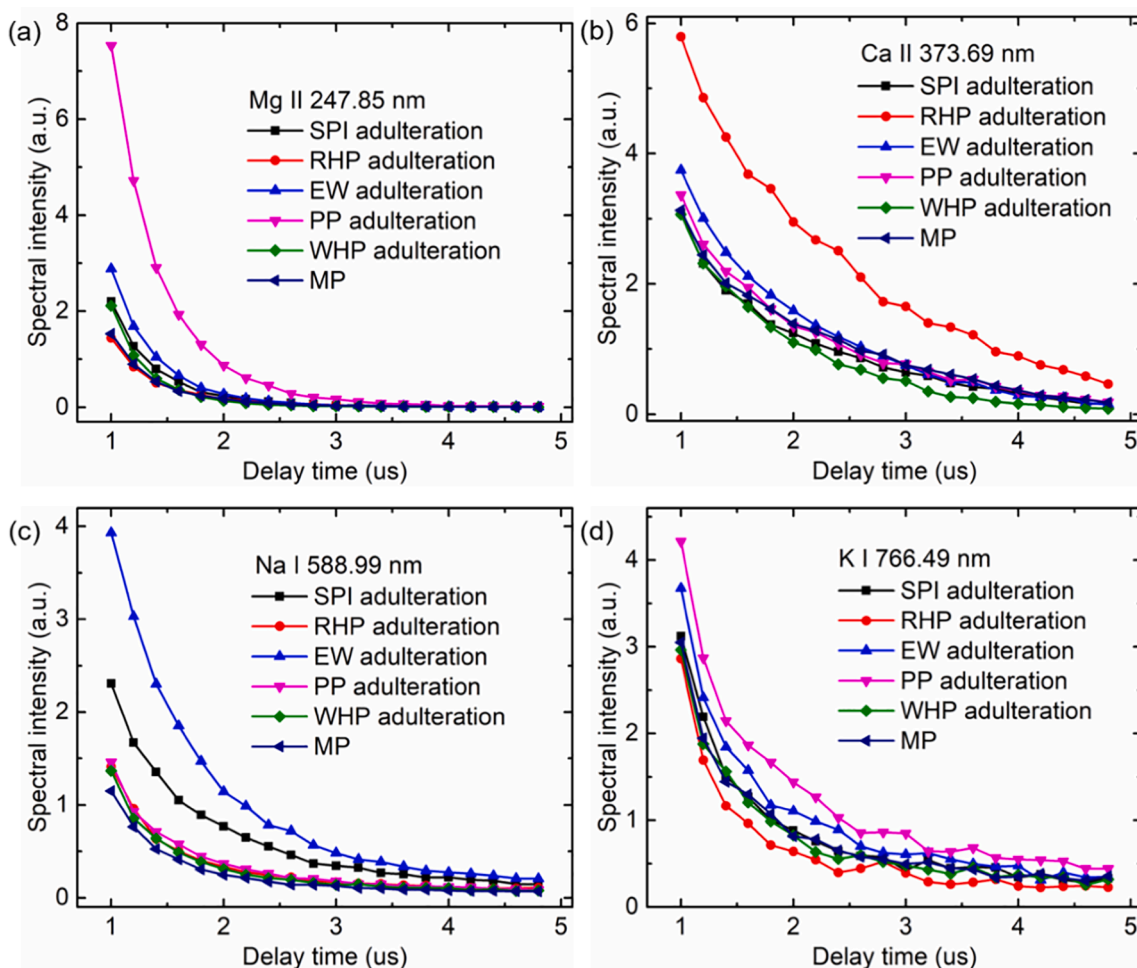 (a)
8
6
4
2
0
Spectral intensity (a.u.)
Mg II 247.85 nm
SPI adulteration
RHP adulteration
EW adulteration
PP adulteration
WHP adulteration
MP
1 2 3 4 5
Delay time (us)
(b)
6
4
2
0
Spectral intensity (a.u.)
Ca II 373.69 nm
SPI adulteration
RHP adulteration
EW adulteration
PP adulteration
WHP adulteration
MP
1 2 3 4 5
Delay time (us)
(c)
4
3
2
1
0
Spectral intensity (a.u.)
Na I 588.99 nm
SPI adulteration
RHP adulteration
EW adulteration
PP adulteration
WHP adulteration
MP
1 2 3 4 5
Delay time (us)
(d)
4
3
2
1
0
Spectral intensity (a.u.)
K I 766.49 nm
SPI adulteration
RHP adulteration
EW adulteration
PP adulteration
WHP adulteration
MP
1 2 3 4 5
Delay time (us)